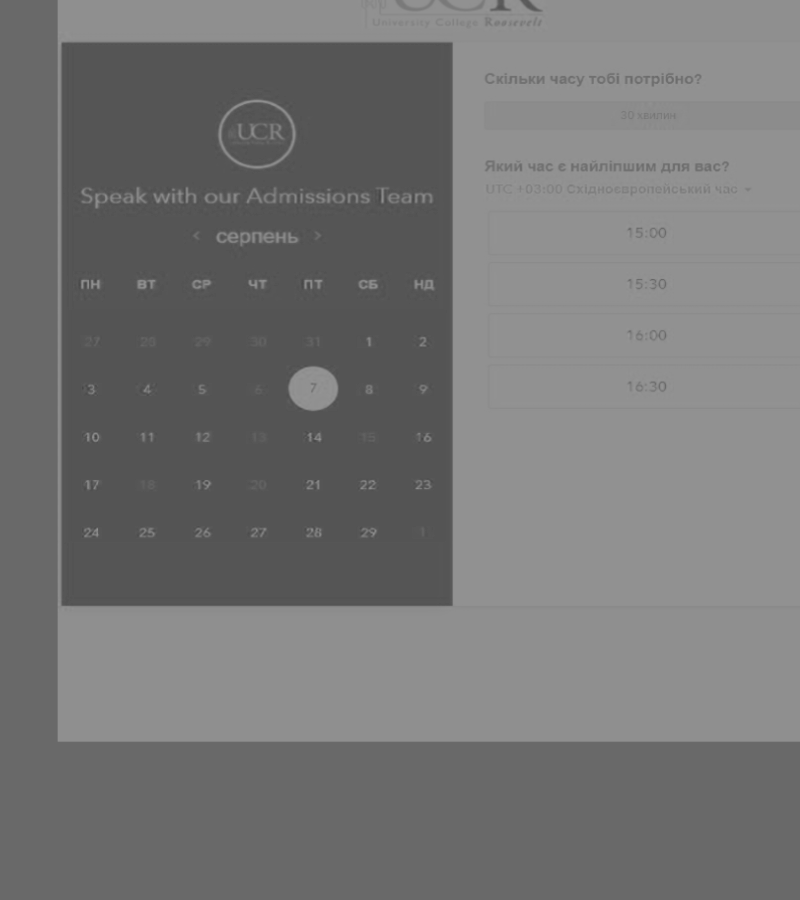 UCR
University College Roosevelt
UCR
Speak with our Admissions Team
< серпень >
ПН ВТ СР ЧТ ПТ СБ НД
27 28 29 30 31 1 2
3 4 5 6 7 8 9
10 11 12 13 14 15 16
17 18 19 20 21 22 23
24 25 26 27 28 29 1
Скільки часу тобі потрібно?
30 хвилин
Який час є найліпшим для вас?
UTC +03:00 Східноєвропейський час
15:00
15:30
16:00
16:30